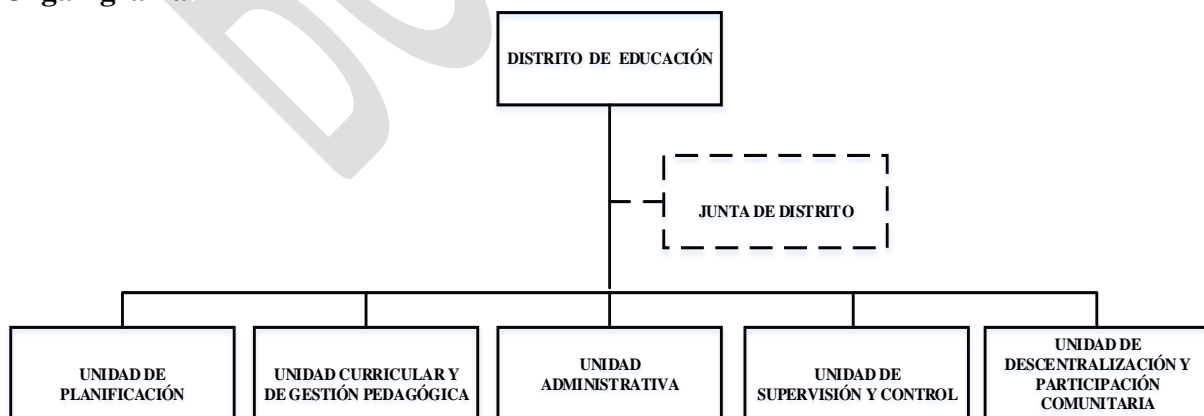 DISTRITO DE EDUCACIÓN
JUNTA DE DISTRITO
UNIDAD DE
PLANIFICACIÓN
UNIDAD CURRICULAR Y
DE GESTIÓN PEDAGÓGICA
UNIDAD
ADMINISTRATIVA
UNIDAD DE
SUPERVISIÓN Y CONTROL
UNIDAD DE
DESCENTRALIZACIÓN Y
PARTICIPACIÓN
COMUNITARIA